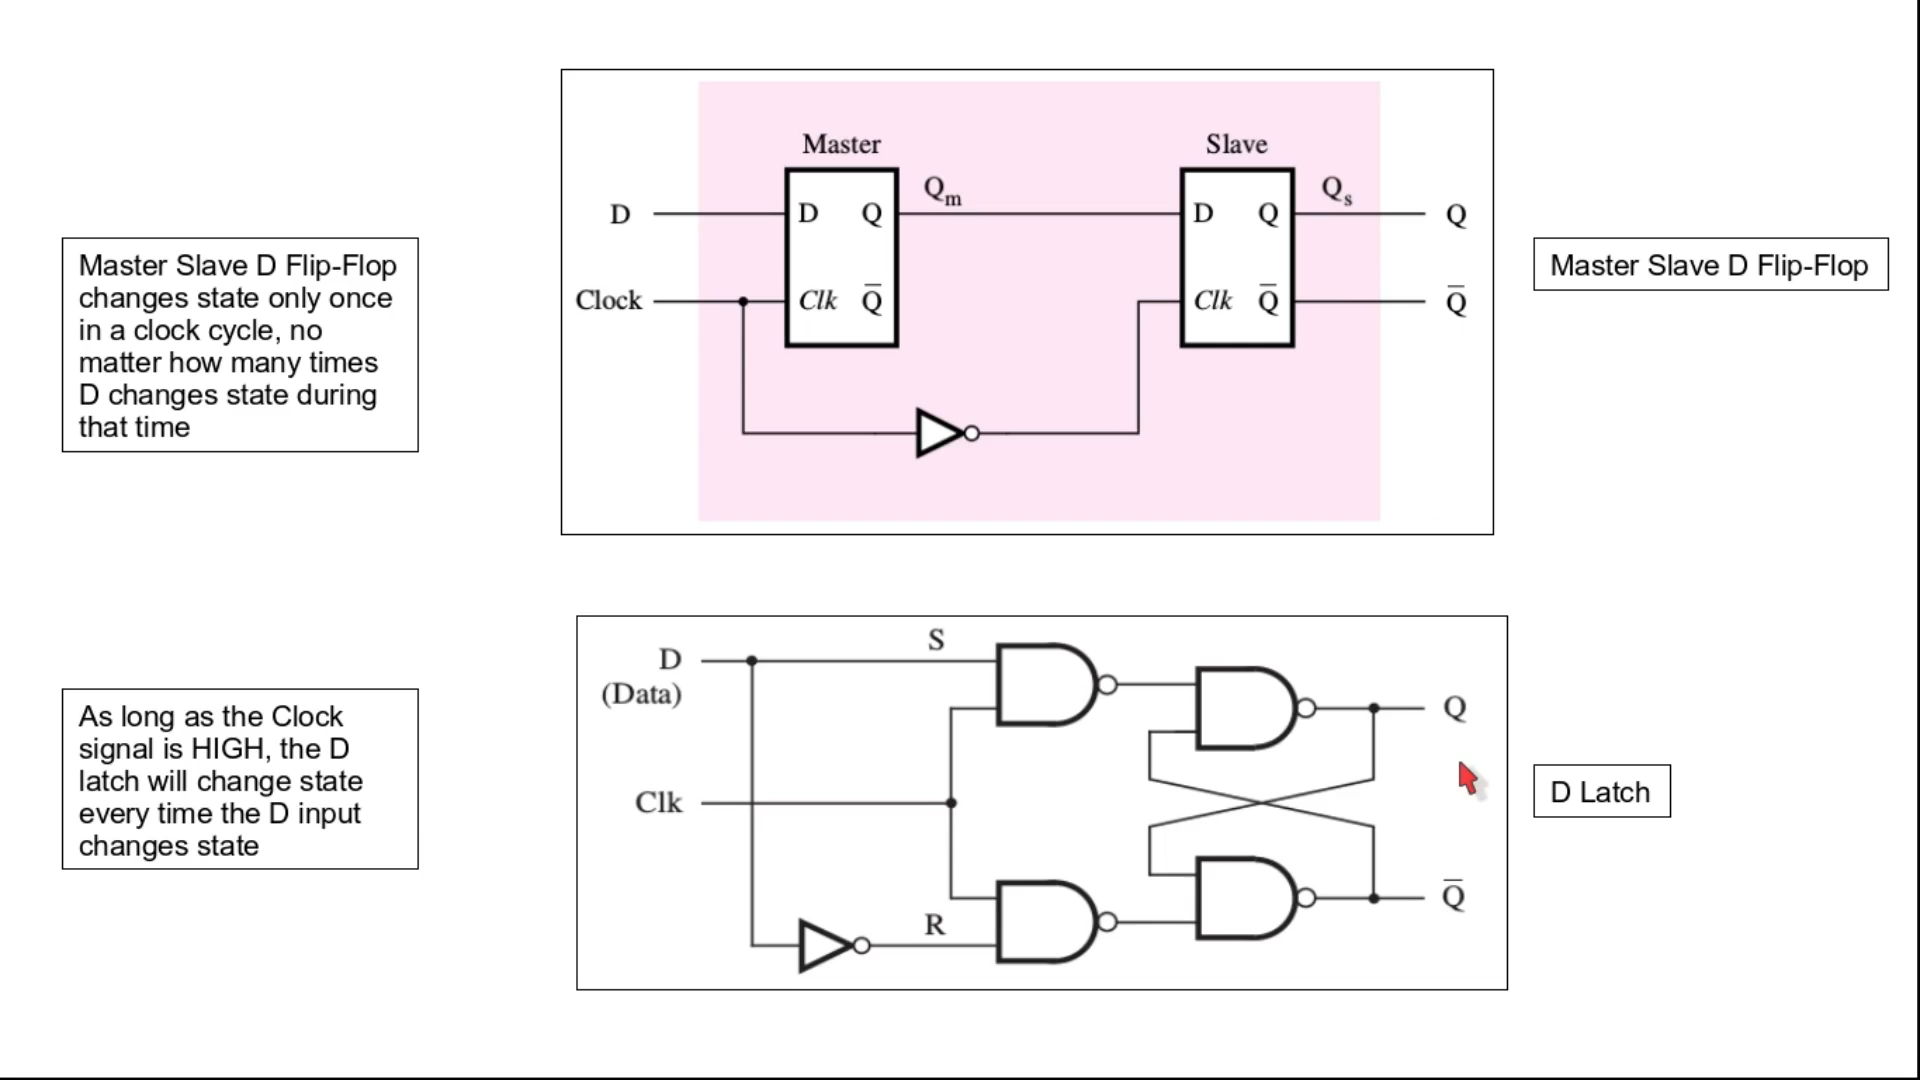 Master Slave D Flip-Flop
changes state only once
in a clock cycle, no
matter how many times
D changes state during
that time
Master Slave
Q_m Q_s
D D Q D Q Q
Clock Clk Q̅ Clk Q̅ Q̅
Master Slave D Flip-Flop
As long as the Clock
signal is HIGH, the D
latch will change state
every time the D input
changes state
S
D
(Data) Q
Clk
R Q̅
D Latch